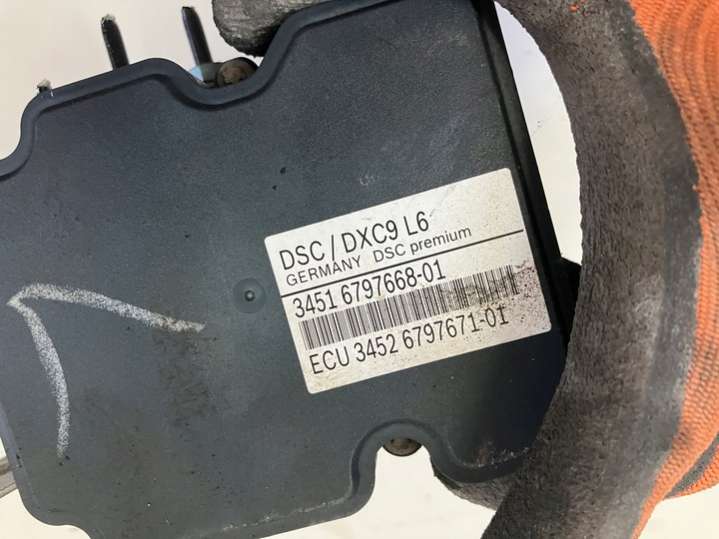 DSC / DXC9 L6
GERMANY DSC premium
3451 6797668-01
ECU 3452 6797671-01